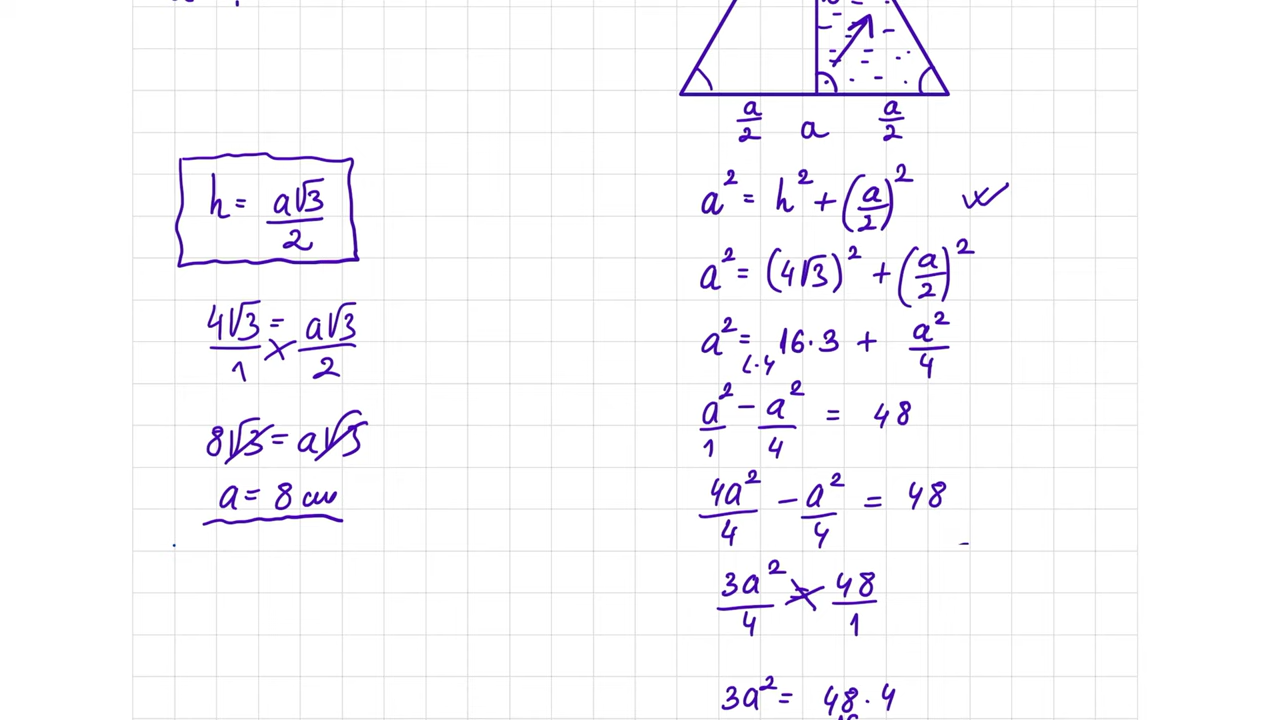 a/2 a a/2
h = a√3/2
4√3/1 = a√3/2
8√3 = a√3
a = 8 cm
a² = h² + (a/2)²
a² = (4√3)² + (a/2)²
a² = 16·3 + a²/4
(·4
a²/1 - a²/4 = 48
4a²/4 - a²/4 = 48
3a²/4 = 48/1
3a² = 48·4